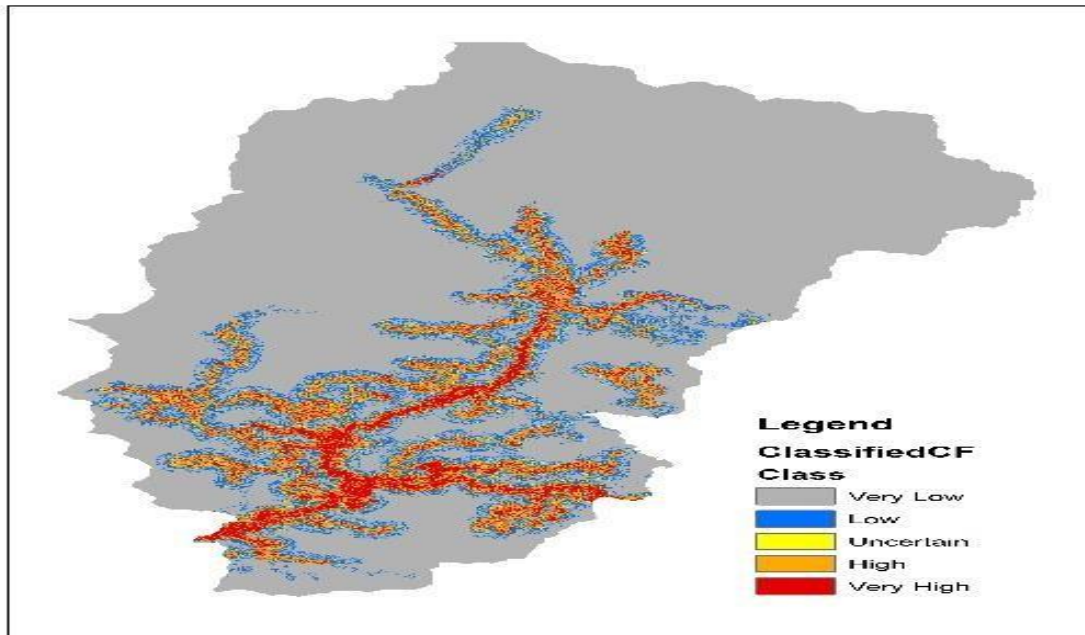 Legend
ClassifiedCF
Class
Very Low
Low
Uncertain
High
Very High